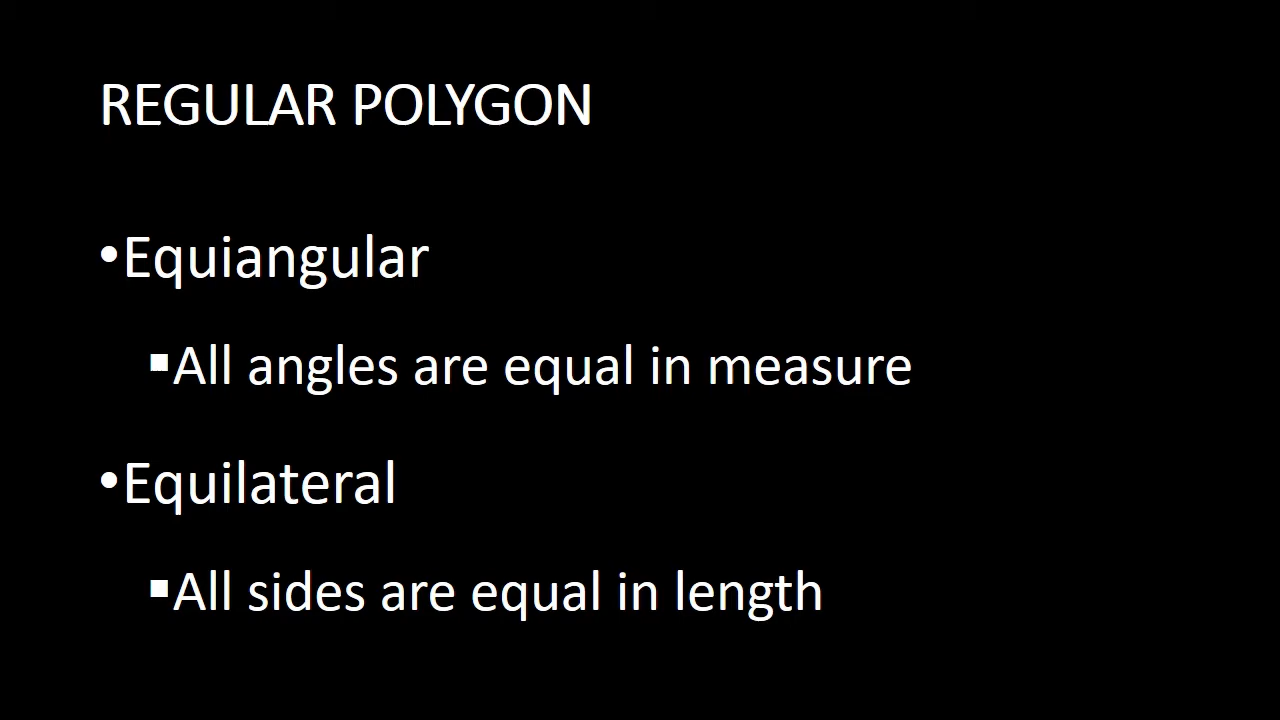 REGULAR POLYGON
•Equiangular
▪All angles are equal in measure
•Equilateral
▪All sides are equal in length